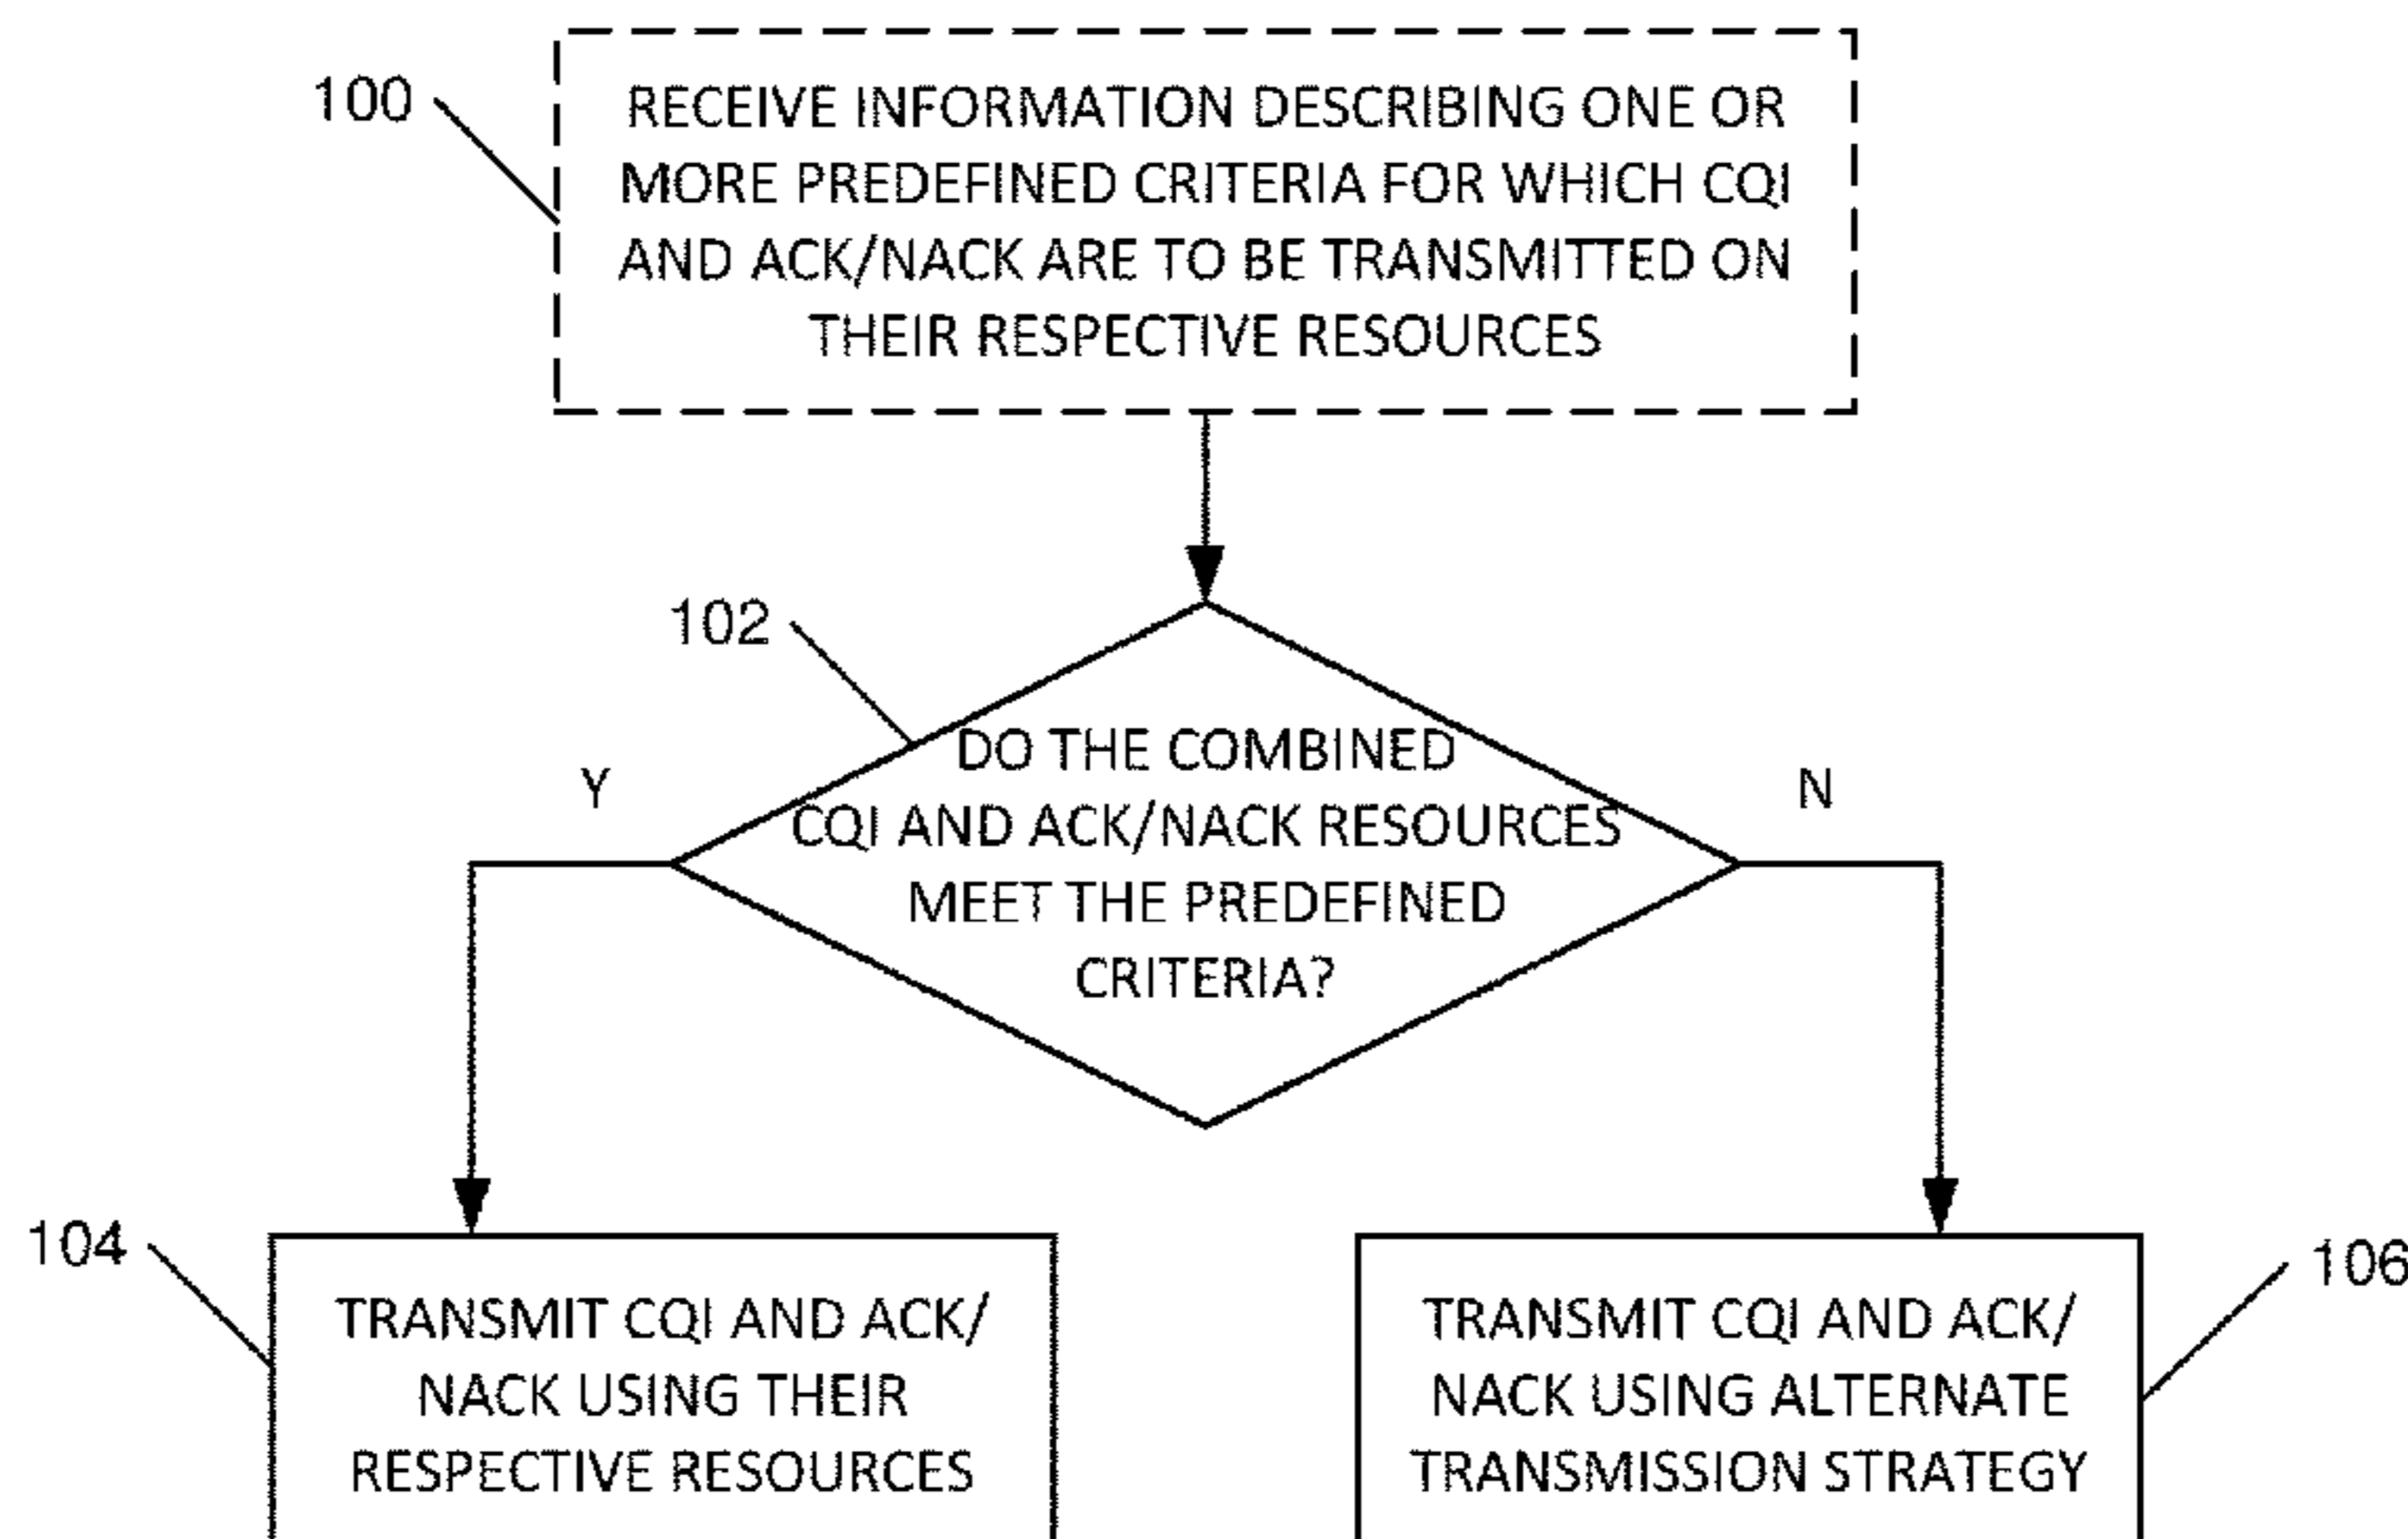 100
RECEIVE INFORMATION DESCRIBING ONE OR
MORE PREDEFINED CRITERIA FOR WHICH CQI
AND ACK/NACK ARE TO BE TRANSMITTED ON
THEIR RESPECTIVE RESOURCES
102
DO THE COMBINED
CQI AND ACK/NACK RESOURCES
MEET THE PREDEFINED
CRITERIA?
Y
N
104
TRANSMIT CQI AND ACK/
NACK USING THEIR
RESPECTIVE RESOURCES
106
TRANSMIT CQI AND ACK/
NACK USING ALTERNATE
TRANSMISSION STRATEGY